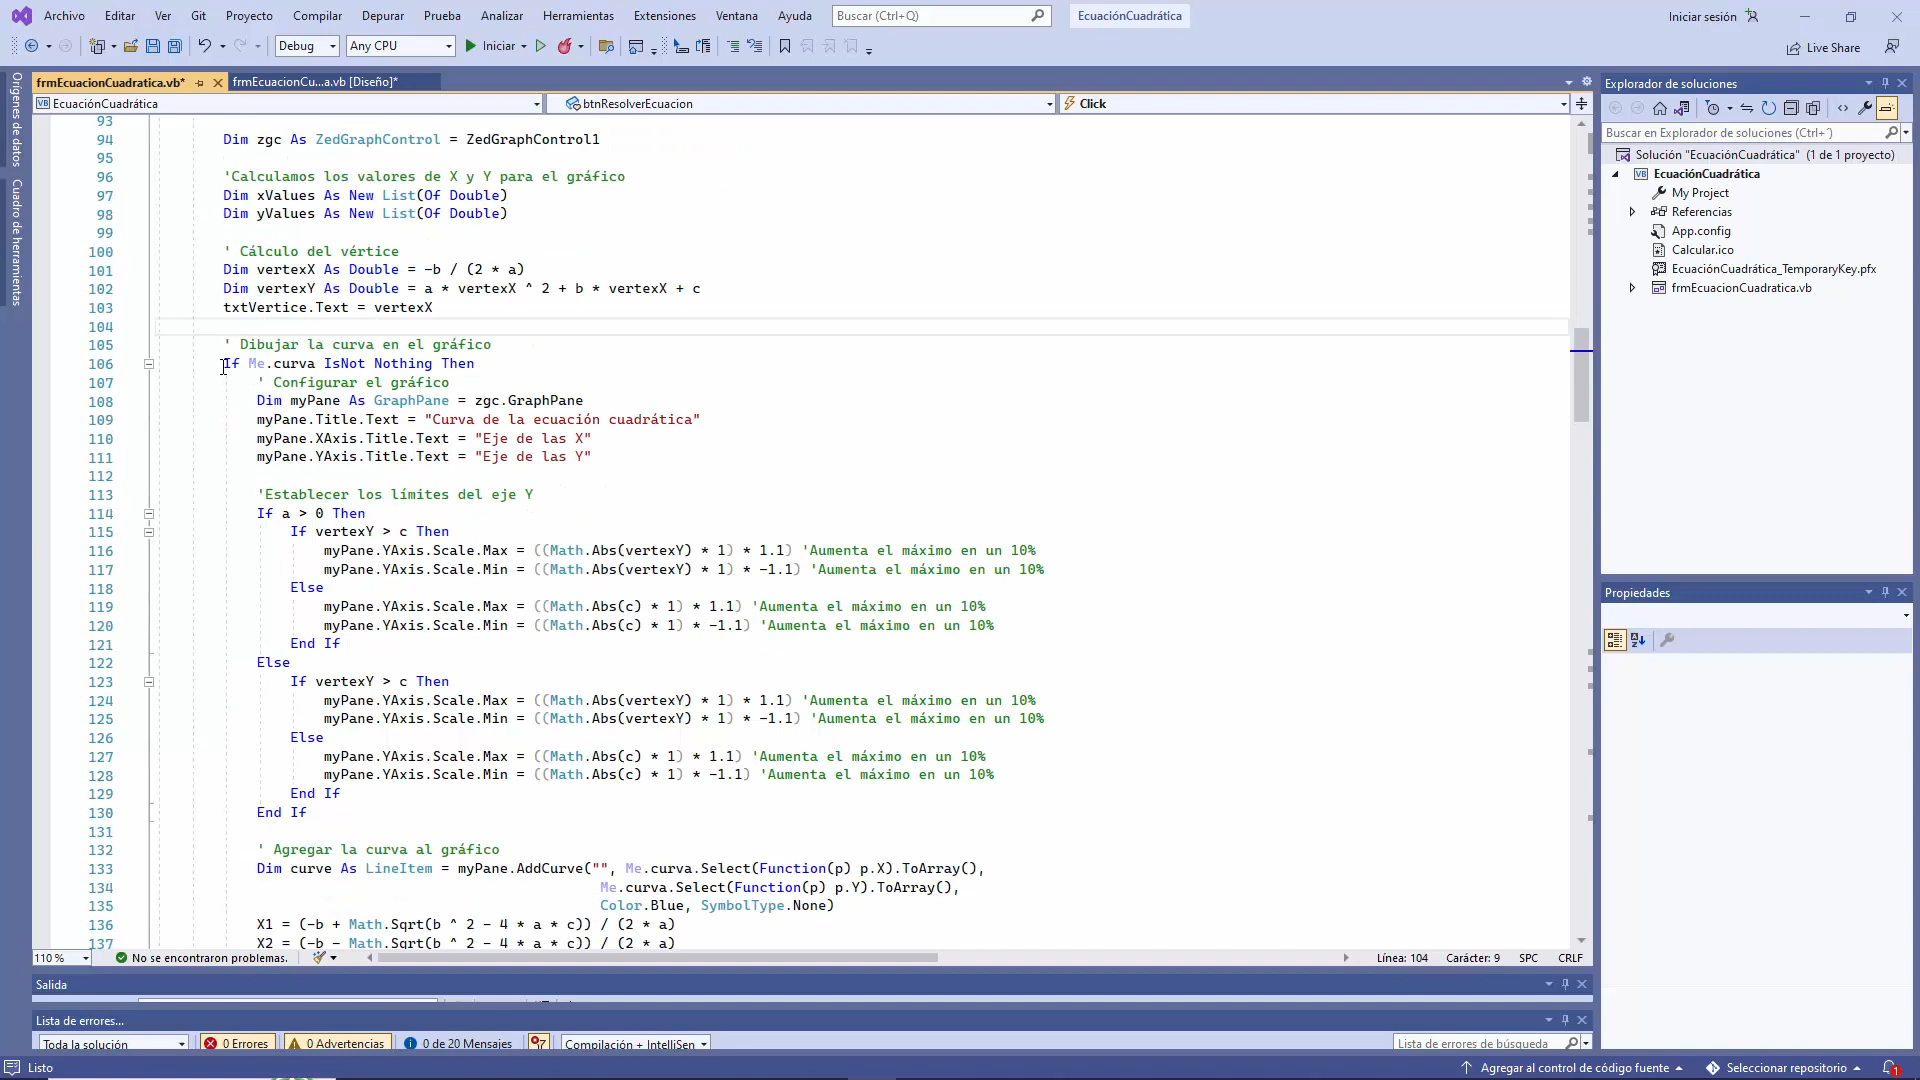 Archivo Editar Ver Git Proyecto Compilar Depurar Prueba Analizar Herramientas Extensiones Ventana Ayuda Buscar (Ctrl+Q) EcuaciónCuadrática Iniciar sesión
Debug Any CPU Iniciar Live Share
frmEcuacionCuadratica.vb* frmEcuacionCu...a.vb [Diseño]*
EcuaciónCuadrática btnResolverEcuacion Click
Orígenes de datos
Cuadro de herramientas
93
94 Dim zgc As ZedGraphControl = ZedGraphControl1
95
96 'Calculamos los valores de X y Y para el gráfico
97 Dim xValues As New List(Of Double)
98 Dim yValues As New List(Of Double)
99
100 ' Cálculo del vértice
101 Dim vertexX As Double = -b / (2 * a)
102 Dim vertexY As Double = a * vertexX ^ 2 + b * vertexX + c
103 txtVertice.Text = vertexX
104
105 ' Dibujar la curva en el gráfico
106 If Me.curva IsNot Nothing Then
107 ' Configurar el gráfico
108 Dim myPane As GraphPane = zgc.GraphPane
109 myPane.Title.Text = "Curva de la ecuación cuadrática"
110 myPane.XAxis.Title.Text = "Eje de las X"
111 myPane.YAxis.Title.Text = "Eje de las Y"
112
113 'Establecer los límites del eje Y
114 If a > 0 Then
115 If vertexY > c Then
116 myPane.YAxis.Scale.Max = ((Math.Abs(vertexY) * 1) * 1.1) 'Aumenta el máximo en un 10%
117 myPane.YAxis.Scale.Min = ((Math.Abs(vertexY) * 1) * -1.1) 'Aumenta el máximo en un 10%
118 Else
119 myPane.YAxis.Scale.Max = ((Math.Abs(c) * 1) * 1.1) 'Aumenta el máximo en un 10%
120 myPane.YAxis.Scale.Min = ((Math.Abs(c) * 1) * -1.1) 'Aumenta el máximo en un 10%
121 End If
122 Else
123 If vertexY > c Then
124 myPane.YAxis.Scale.Max = ((Math.Abs(vertexY) * 1) * 1.1) 'Aumenta el máximo en un 10%
125 myPane.YAxis.Scale.Min = ((Math.Abs(vertexY) * 1) * -1.1) 'Aumenta el máximo en un 10%
126 Else
127 myPane.YAxis.Scale.Max = ((Math.Abs(c) * 1) * 1.1) 'Aumenta el máximo en un 10%
128 myPane.YAxis.Scale.Min = ((Math.Abs(c) * 1) * -1.1) 'Aumenta el máximo en un 10%
129 End If
130 End If
131
132 ' Agregar la curva al gráfico
133 Dim curve As LineItem = myPane.AddCurve("", Me.curva.Select(Function(p) p.X).ToArray(),
134 Me.curva.Select(Function(p) p.Y).ToArray(),
135 Color.Blue, SymbolType.None)
136 X1 = (-b + Math.Sqrt(b ^ 2 - 4 * a * c)) / (2 * a)
137 X2 = (-b - Math.Sqrt(b ^ 2 - 4 * a * c)) / (2 * a)
110 % No se encontraron problemas. Línea: 104 Carácter: 9 SPC CRLF
Salida
Lista de errores...
Toda la solución 0 Errores 0 Advertencias 0 de 20 Mensajes Compilación + IntelliSen Lista de errores de búsqueda
Listo Agregar al control de código fuente Seleccionar repositorio 1
Explorador de soluciones
Buscar en Explorador de soluciones (Ctrl+´)
Solución "EcuaciónCuadrática" (1 de 1 proyecto)
VB EcuaciónCuadrática
My Project
Referencias
App.config
Calcular.ico
EcuaciónCuadrática_TemporaryKey.pfx
frmEcuacionCuadratica.vb
Propiedades